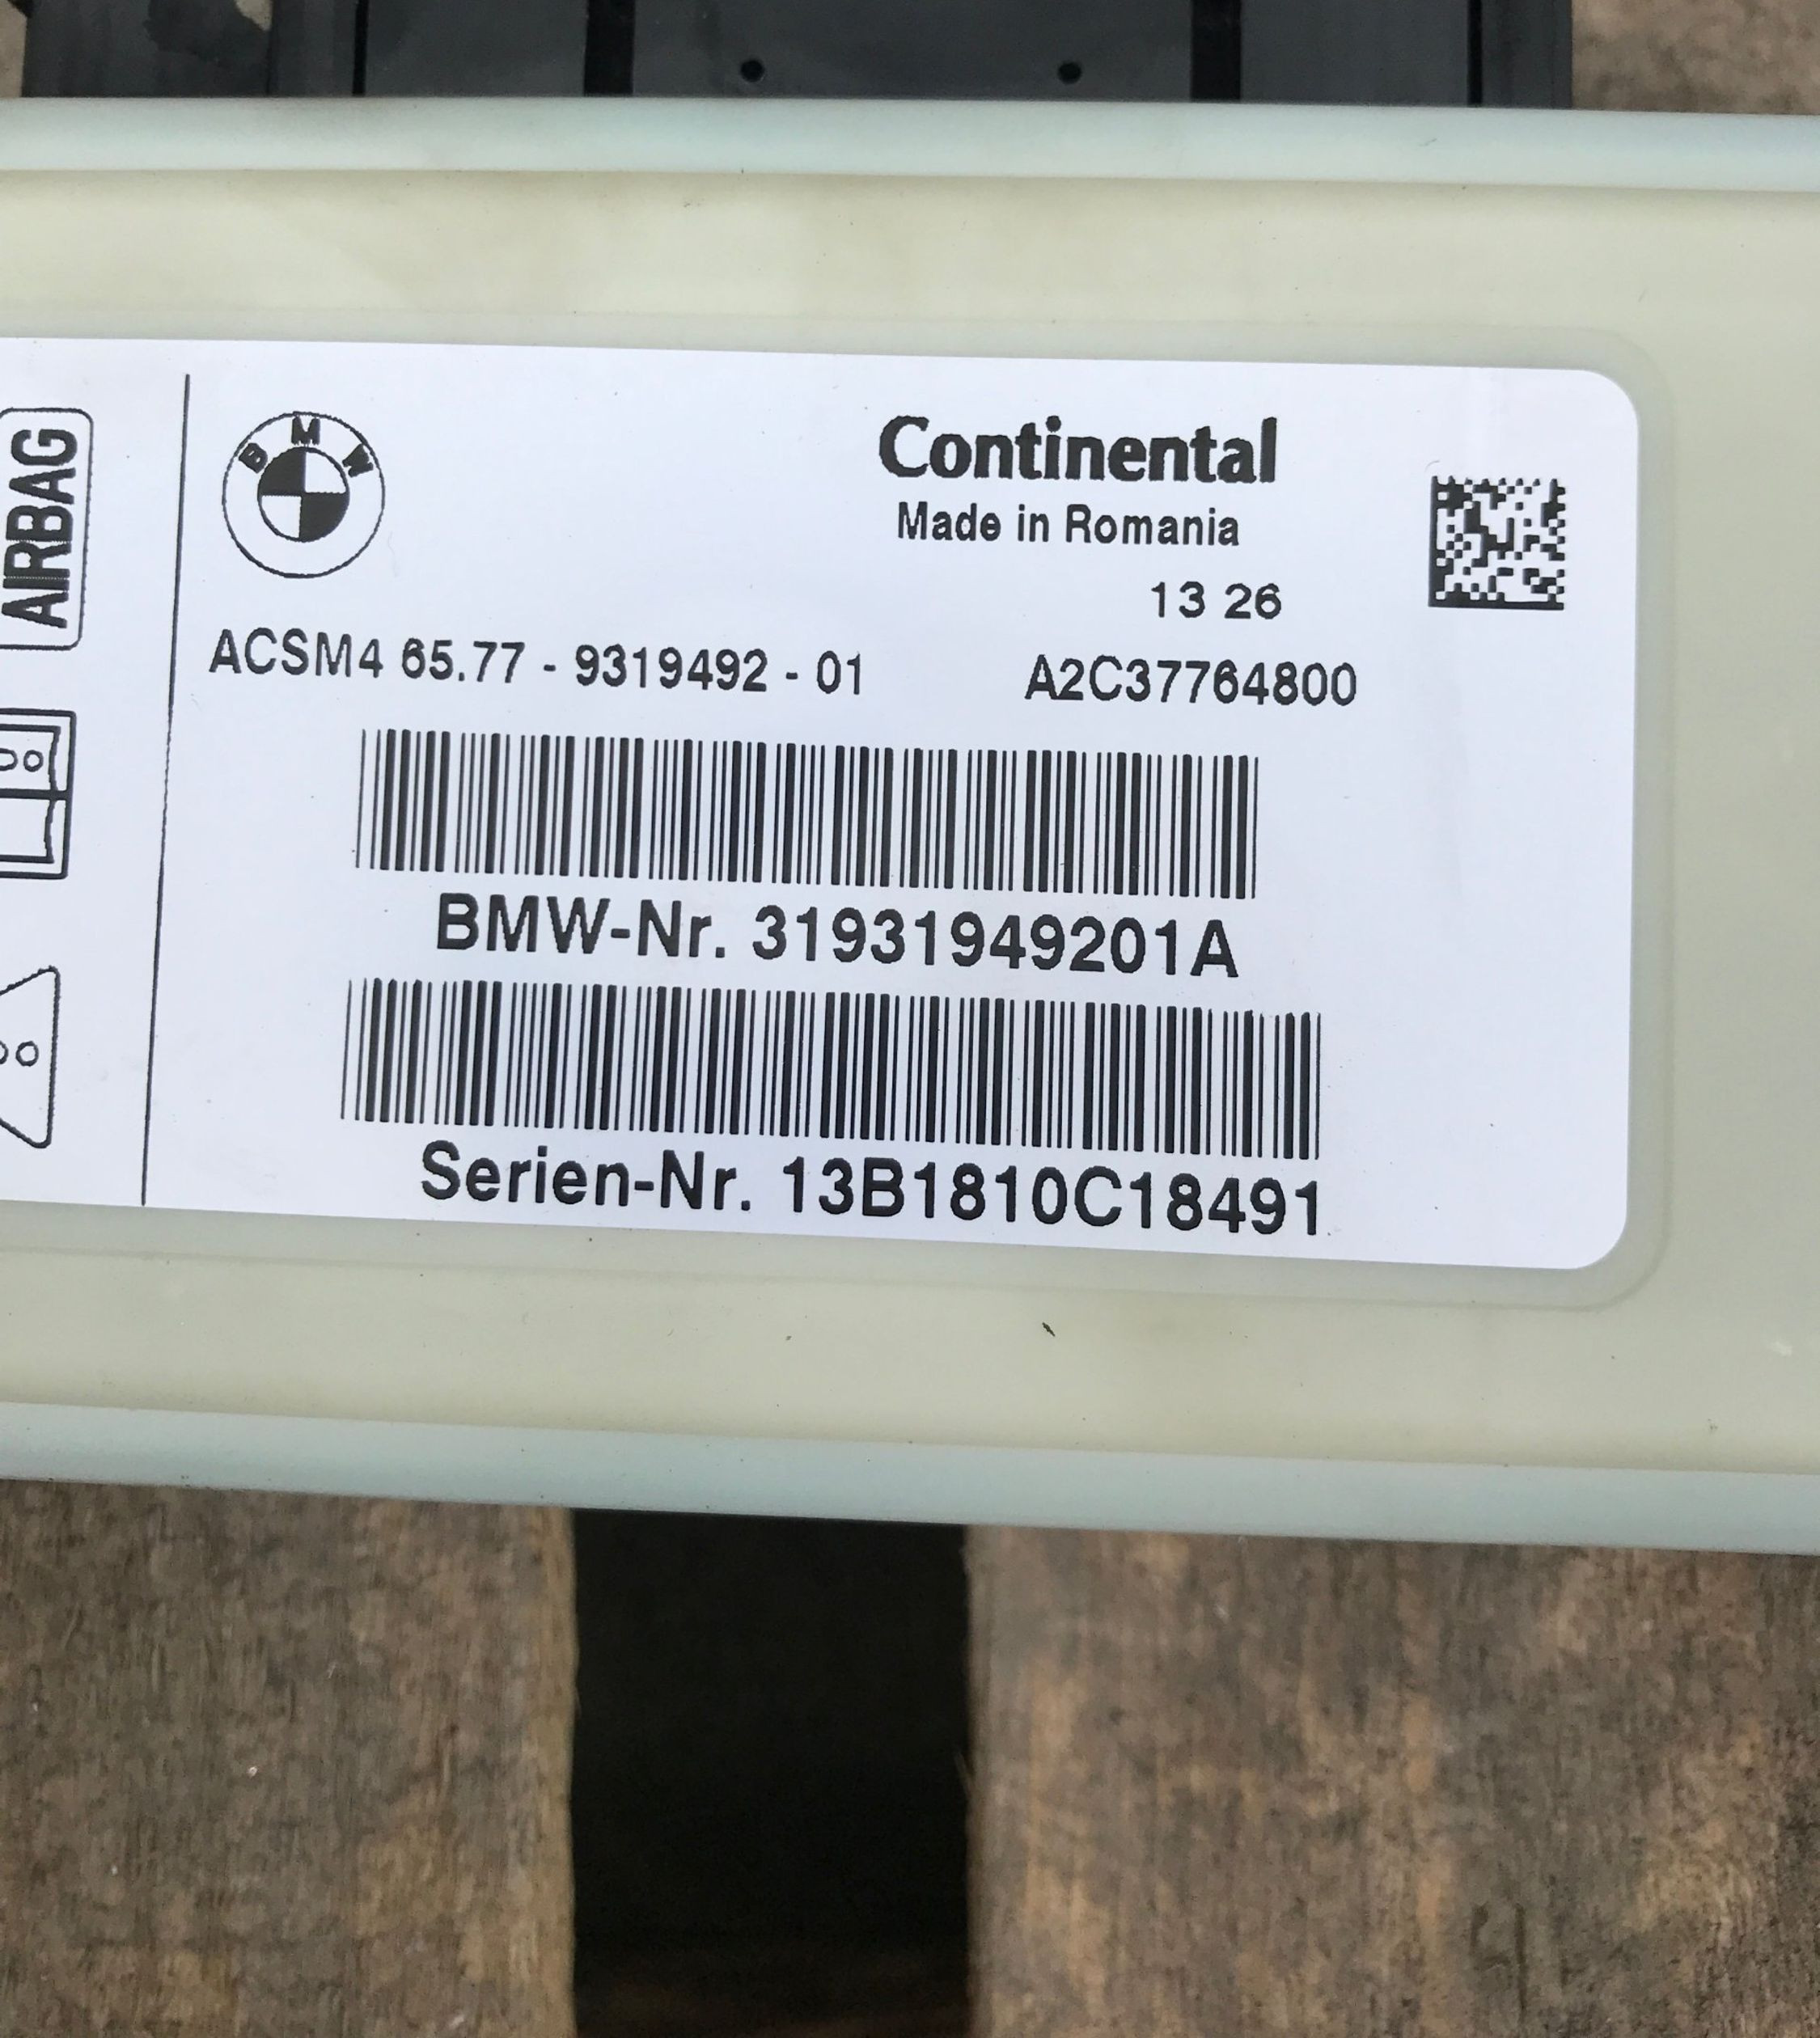 AIRBAG
BMW
Continental
Made in Romania
13 26
ACSM4 65.77 - 9319492 - 01 A2C37764800
BMW-Nr. 31931949201A
Serien-Nr. 13B1810C18491